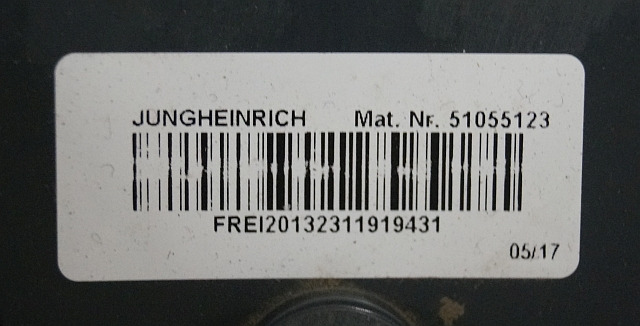 JUNGHEINRICH Mat. Nr. 51055123
FREI20132311919431
05/17